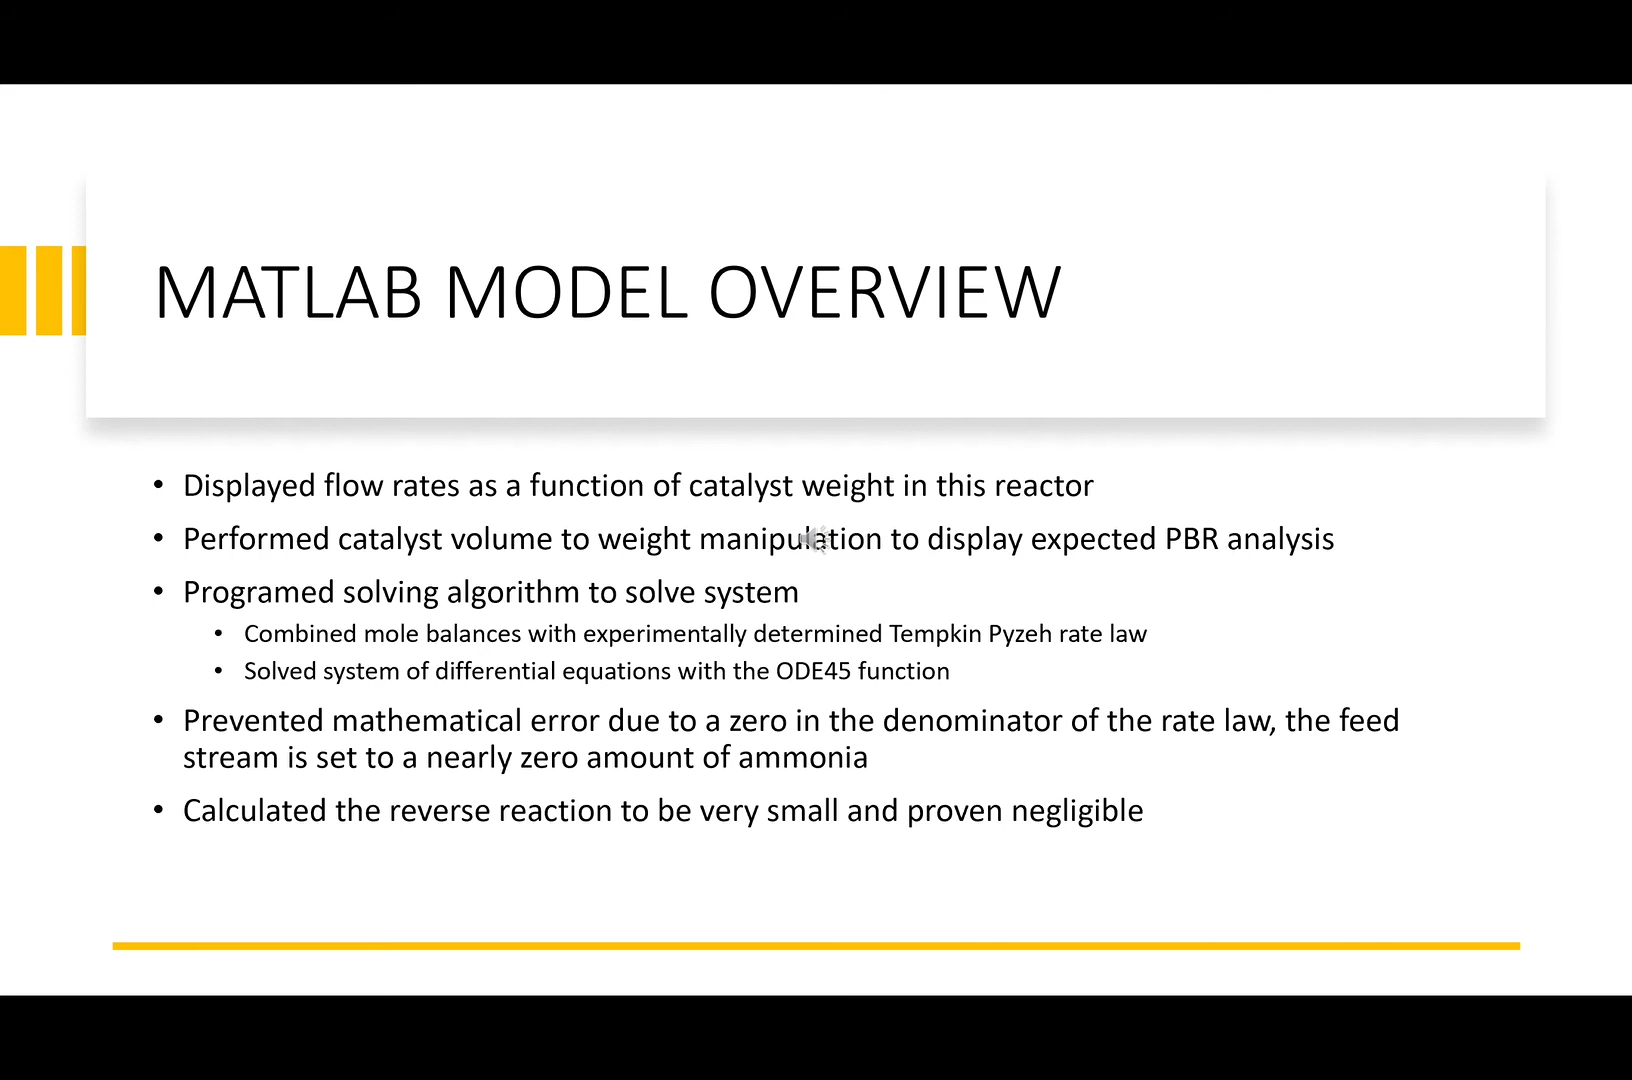 MATLAB MODEL OVERVIEW
• Displayed flow rates as a function of catalyst weight in this reactor
• Performed catalyst volume to weight manipulation to display expected PBR analysis
• Programed solving algorithm to solve system
• Combined mole balances with experimentally determined Tempkin Pyzeh rate law
• Solved system of differential equations with the ODE45 function
• Prevented mathematical error due to a zero in the denominator of the rate law, the feed
stream is set to a nearly zero amount of ammonia
• Calculated the reverse reaction to be very small and proven negligible